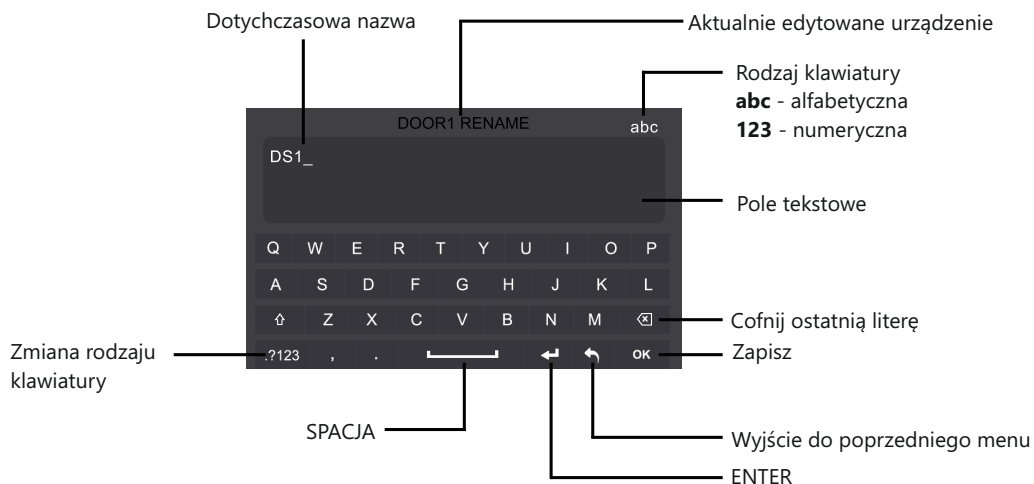 Dotychczasowa nazwa
Aktualnie edytowane urządzenie
Rodzaj klawiatury
abc - alfabetyczna
123 - numeryczna
DOOR1 RENAME
abc
DS1_
Pole tekstowe
Q W E R T Y U I O P
A S D F G H J K L
Z X C V B N M
Cofnij ostatnią literę
Zmiana rodzaju
klawiatury
.?123 , . OK
Zapisz
SPACJA
Wyjście do poprzedniego menu
ENTER